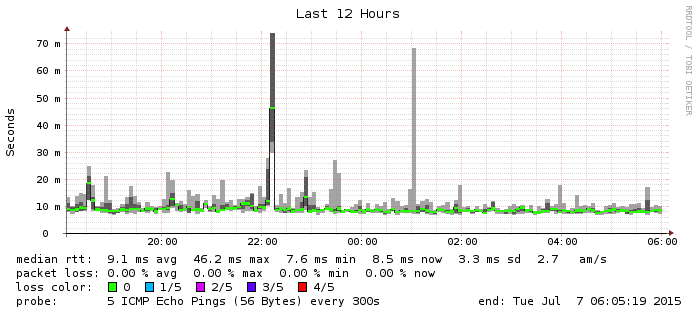 Last 12 Hours
RRDTOOL / TOBI OETIKER
Seconds
70 m
60 m
50 m
40 m
30 m
20 m
10 m
0
20:00 22:00 00:00 02:00 04:00 06:00
median rtt: 9.1 ms avg 46.2 ms max 7.6 ms min 8.5 ms now 3.3 ms sd 2.7 am/s
packet loss: 0.00 % avg 0.00 % max 0.00 % min 0.00 % now
loss color: 0 1/5 2/5 3/5 4/5
probe: 5 ICMP Echo Pings (56 Bytes) every 300s end: Tue Jul 7 06:05:19 2015